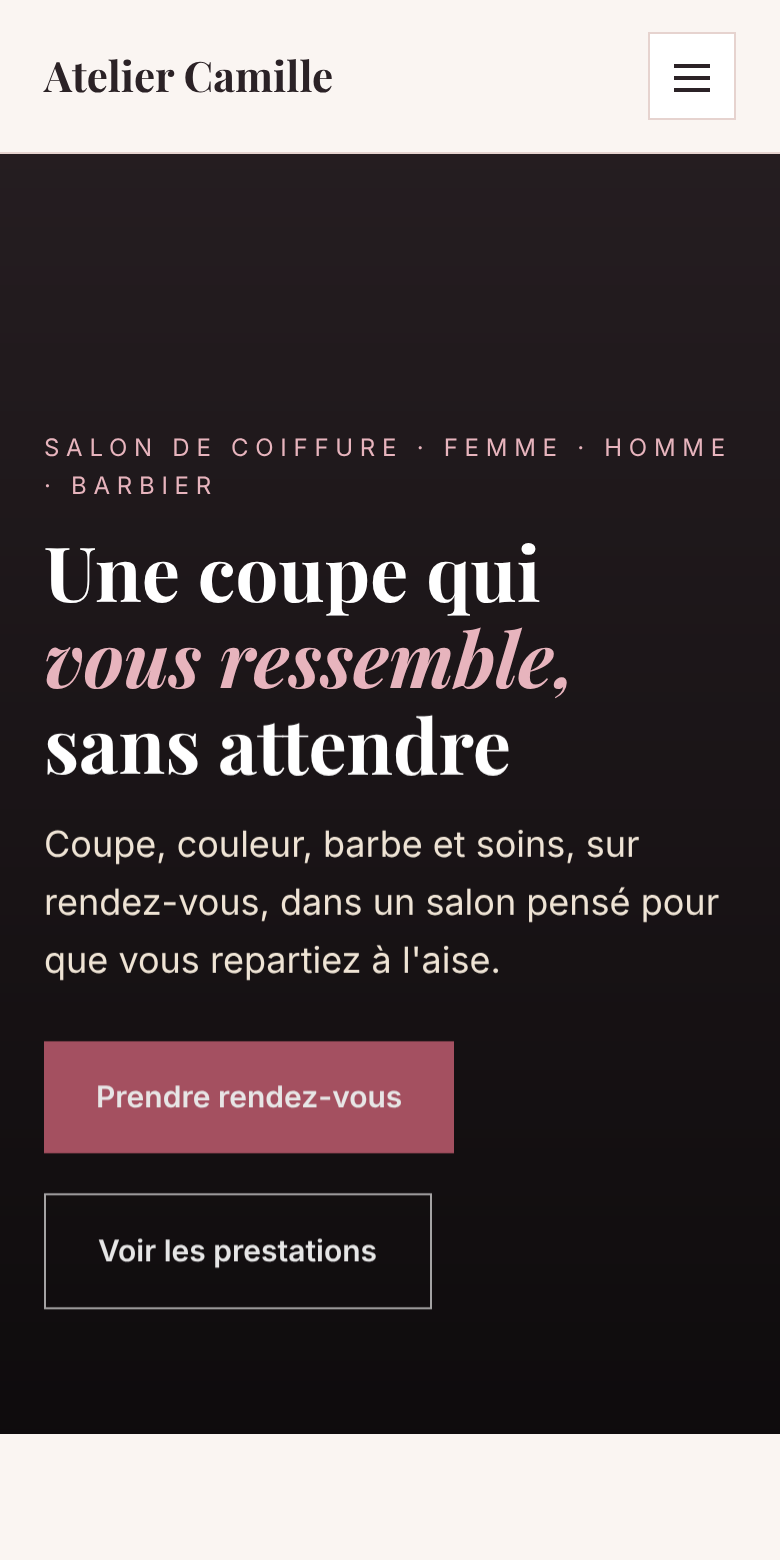 Atelier Camille
SALON DE COIFFURE · FEMME · HOMME
· BARBIER
Une coupe qui
vous ressemble,
sans attendre
Coupe, couleur, barbe et soins, sur
rendez-vous, dans un salon pensé pour
que vous repartiez à l'aise.
Prendre rendez-vous
Voir les prestations